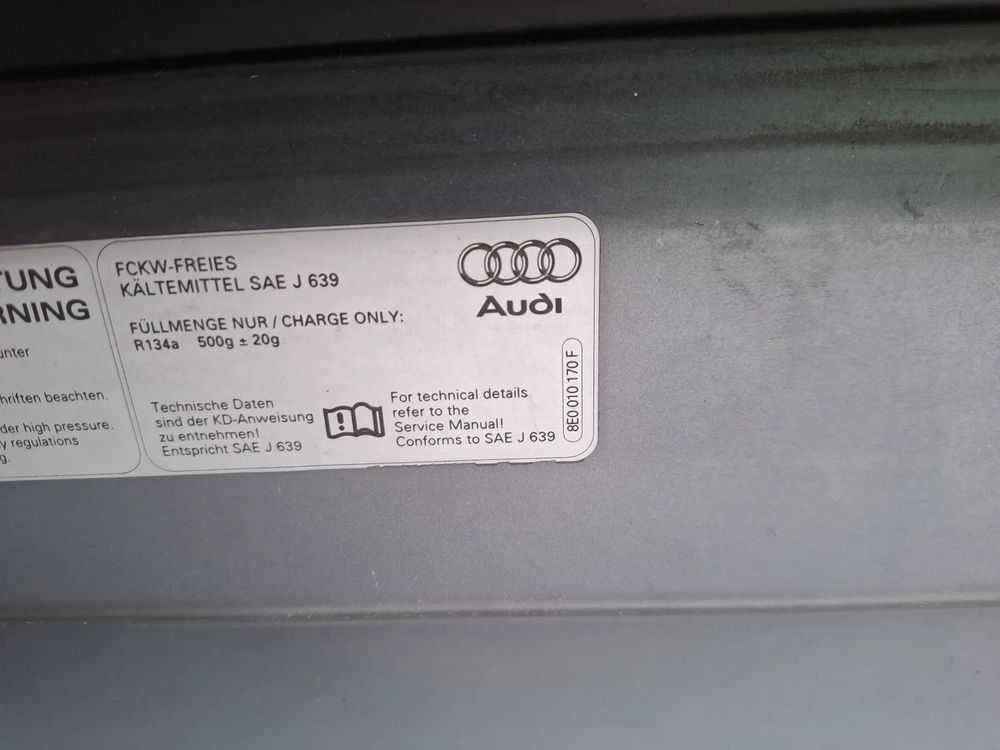 TUNG
RNING
unter
hriften beachten.
der high pressure.
y regulations
g.
FCKW-FREIES
KÄLTEMITTEL SAE J 639
FÜLLMENGE NUR / CHARGE ONLY:
R134a 500g ± 20g
Technische Daten
sind der KD-Anweisung
zu entnehmen!
Entspricht SAE J 639
For technical details
refer to the
Service Manual!
Conforms to SAE J 639
Audi
8E0 010 170 F